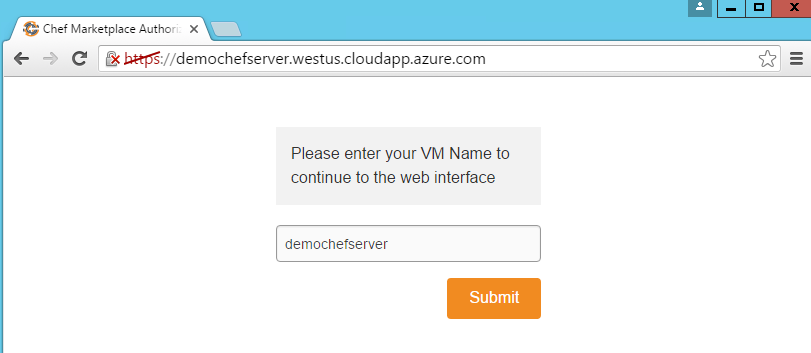 Chef Marketplace Authori
https://demochefserver.westus.cloudapp.azure.com
Please enter your VM Name to
continue to the web interface
demochefserver
Submit